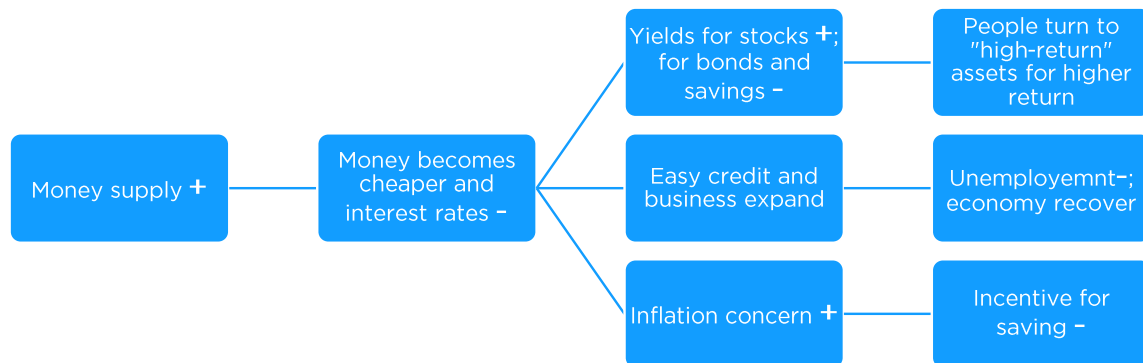 Money supply +
Money becomes
cheaper and
interest rates –
Yields for stocks +;
for bonds and
savings –
People turn to
"high-return"
assets for higher
return
Easy credit and
business expand
Unemployemnt–;
economy recover
Inflation concern +
Incentive for
saving –